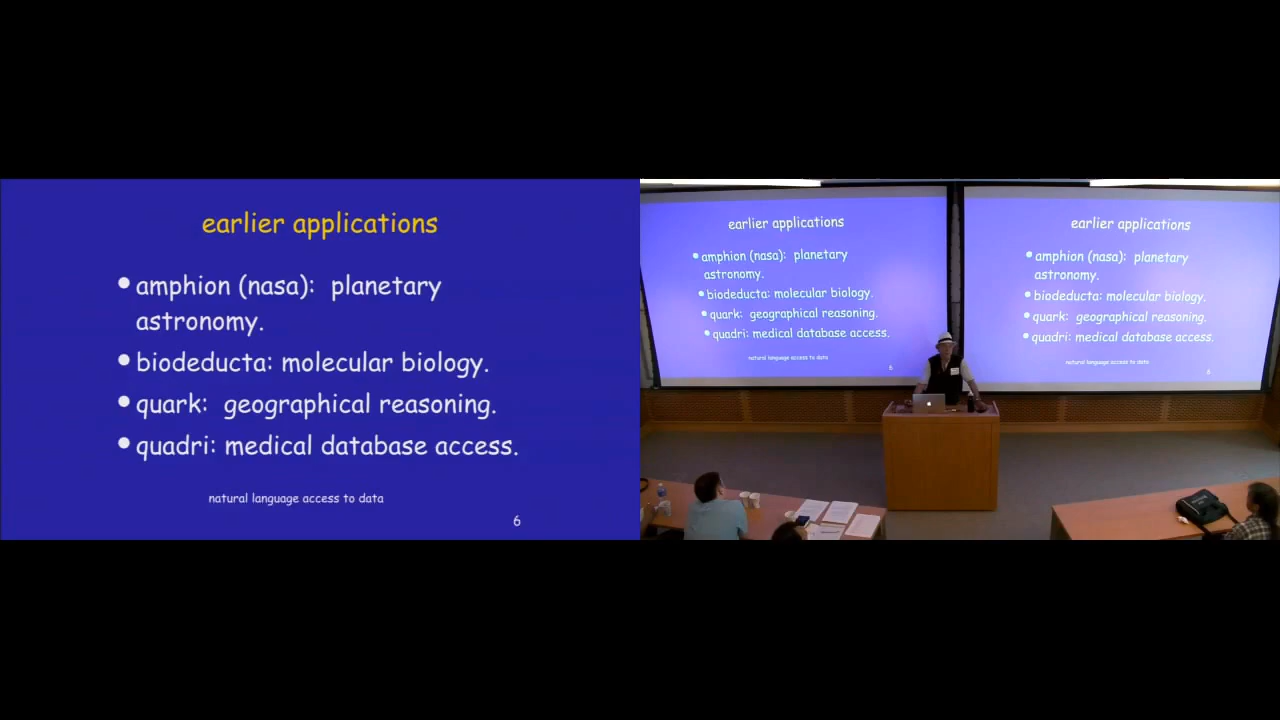 earlier applications
•amphion (nasa): planetary
astronomy.
•biodeducta: molecular biology.
•quark: geographical reasoning.
•quadri: medical database access.
natural language access to data
6
earlier applications
•amphion (nasa): planetary
astronomy.
•biodeducta: molecular biology.
•quark: geographical reasoning.
•quadri: medical database access.
natural language access to data
6
earlier applications
•amphion (nasa): planetary
astronomy.
•biodeducta: molecular biology.
•quark: geographical reasoning.
•quadri: medical database access.
natural language access to data
6